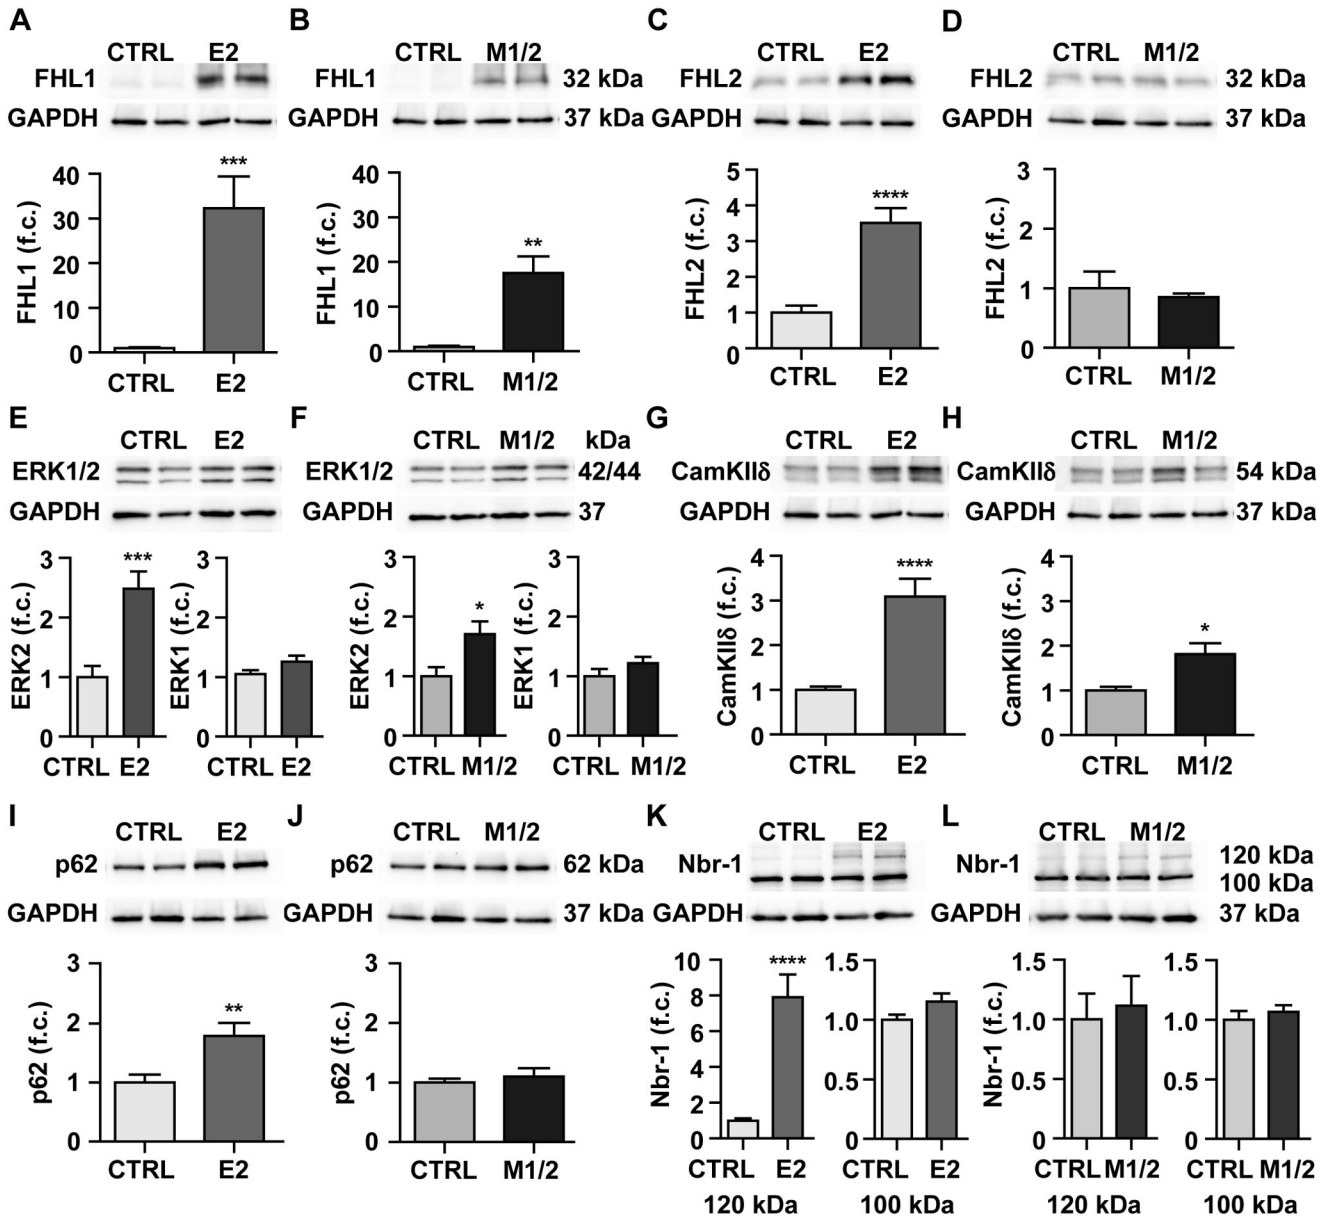 A B C D
CTRL E2 CTRL M1/2 CTRL E2 CTRL M1/2
FHL1 FHL1 32 kDa FHL2 FHL2 32 kDa
GAPDH GAPDH 37 kDa GAPDH GAPDH 37 kDa
*** ** ****
FHL1 (f.c.) 40 30 20 10 0 CTRL E2
FHL1 (f.c.) 40 30 20 10 0 CTRL M1/2
FHL2 (f.c.) 5 4 3 2 1 0 CTRL E2
FHL2 (f.c.) 3 2 1 0 CTRL M1/2
E F G H
CTRL E2 CTRL M1/2 kDa CTRL E2 CTRL M1/2
ERK1/2 ERK1/2 42/44 CamKIIδ CamKIIδ 54 kDa
GAPDH GAPDH 37 GAPDH GAPDH 37 kDa
*** * **** *
ERK2 (f.c.) 3 2 1 0 CTRL E2
ERK1 (f.c.) 3 2 1 0 CTRL E2
ERK2 (f.c.) 3 2 1 0 CTRL M1/2
ERK1 (f.c.) 3 2 1 0 CTRL M1/2
CamKIIδ (f.c.) 4 3 2 1 0 CTRL E2
CamKIIδ (f.c.) 4 3 2 1 0 CTRL M1/2
I J K L
CTRL E2 CTRL M1/2 CTRL E2 CTRL M1/2
p62 p62 62 kDa Nbr-1 Nbr-1 120 kDa
100 kDa
GAPDH GAPDH 37 kDa GAPDH GAPDH 37 kDa
** ****
p62 (f.c.) 3 2 1 0 CTRL E2
p62 (f.c.) 3 2 1 0 CTRL M1/2
Nbr-1 (f.c.) 10 8 6 4 2 0 CTRL E2
120 kDa
1.5 1.0 0.5 0 CTRL E2
100 kDa
Nbr-1 (f.c.) 1.5 1.0 0.5 0 CTRL M1/2
120 kDa
1.5 1.0 0.5 0 CTRL M1/2
100 kDa